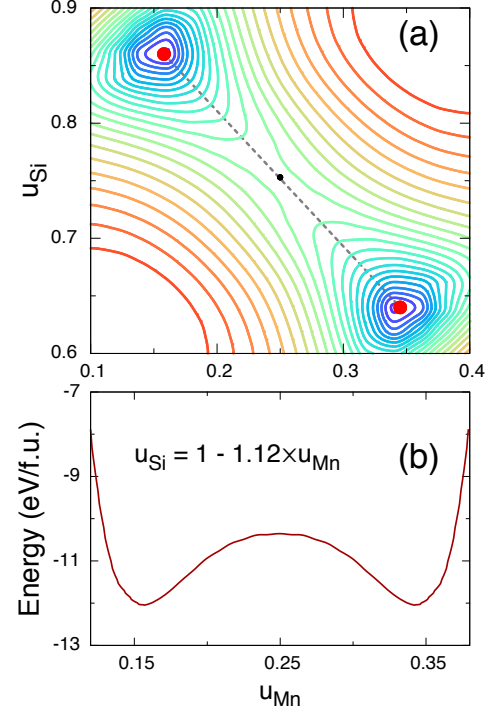 0.9
(a)
0.8
u_Si
0.7
0.6
0.1 0.2 0.3 0.4
-7
u_Si = 1 - 1.12×u_Mn (b)
-9
Energy (eV/f.u.)
-11
-13
0.15 0.25 0.35
u_Mn